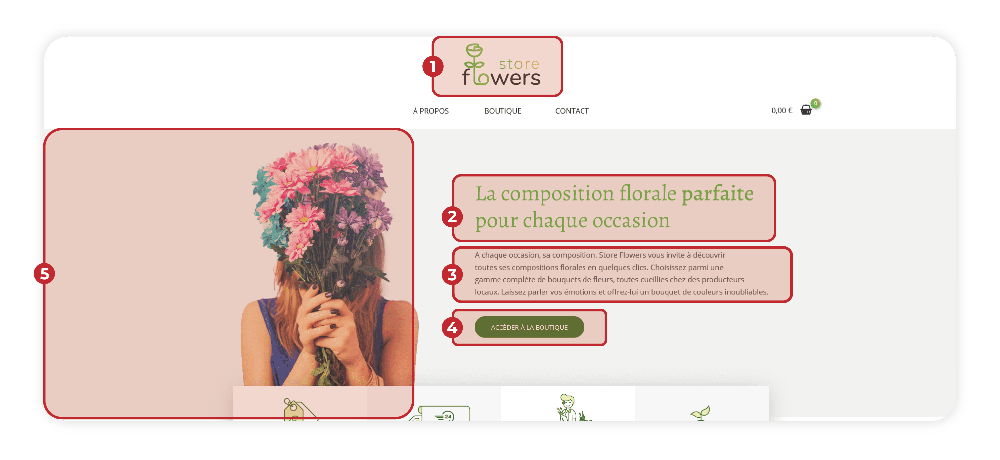 1
store
flowers
À PROPOS
BOUTIQUE
CONTACT
0,00 €
0
5
2
La composition florale parfaite
pour chaque occasion
3
A chaque occasion, sa composition. Store Flowers vous invite à découvrir
toutes ses compositions florales en quelques clics. Choisissez parmi une
gamme complète de bouquets de fleurs, toutes cueillies chez des producteurs
locaux. Laissez parler vos émotions et offrez-lui un bouquet de couleurs inoubliables.
4
ACCÉDER À LA BOUTIQUE
24